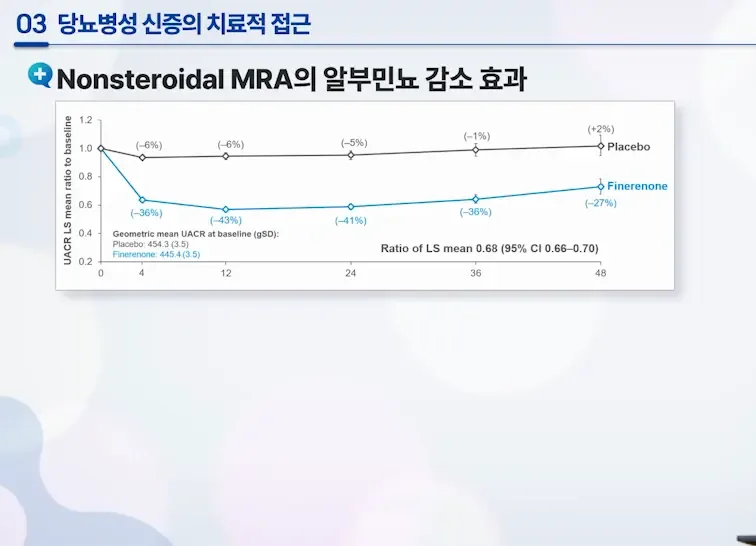 03 당뇨병성 신증의 치료적 접근
Nonsteroidal MRA의 알부민뇨 감소 효과
UACR LS mean ratio to baseline
1.2
1.0
0.8
0.6
0.4
0.2
(–6%) (–6%) (–5%) (–1%) (+2%)
Placebo
Finerenone
(–36%) (–43%) (–41%) (–36%) (–27%)
Geometric mean UACR at baseline (gSD):
Placebo: 454.3 (3.5)
Finerenone: 445.4 (3.5)
Ratio of LS mean 0.68 (95% CI 0.66–0.70)
0 4 12 24 36 48